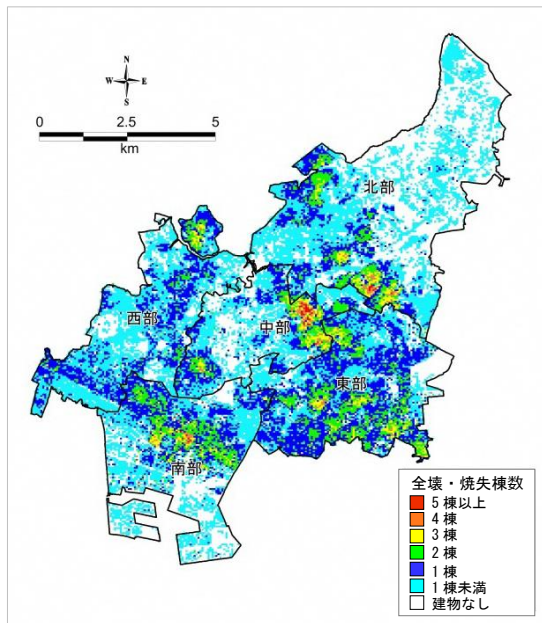 N
W E
S
0 2.5 5
km
北部
西部
中部
東部
南部
全壊・焼失棟数
5棟以上
4棟
3棟
2棟
1棟
1棟未満
建物なし